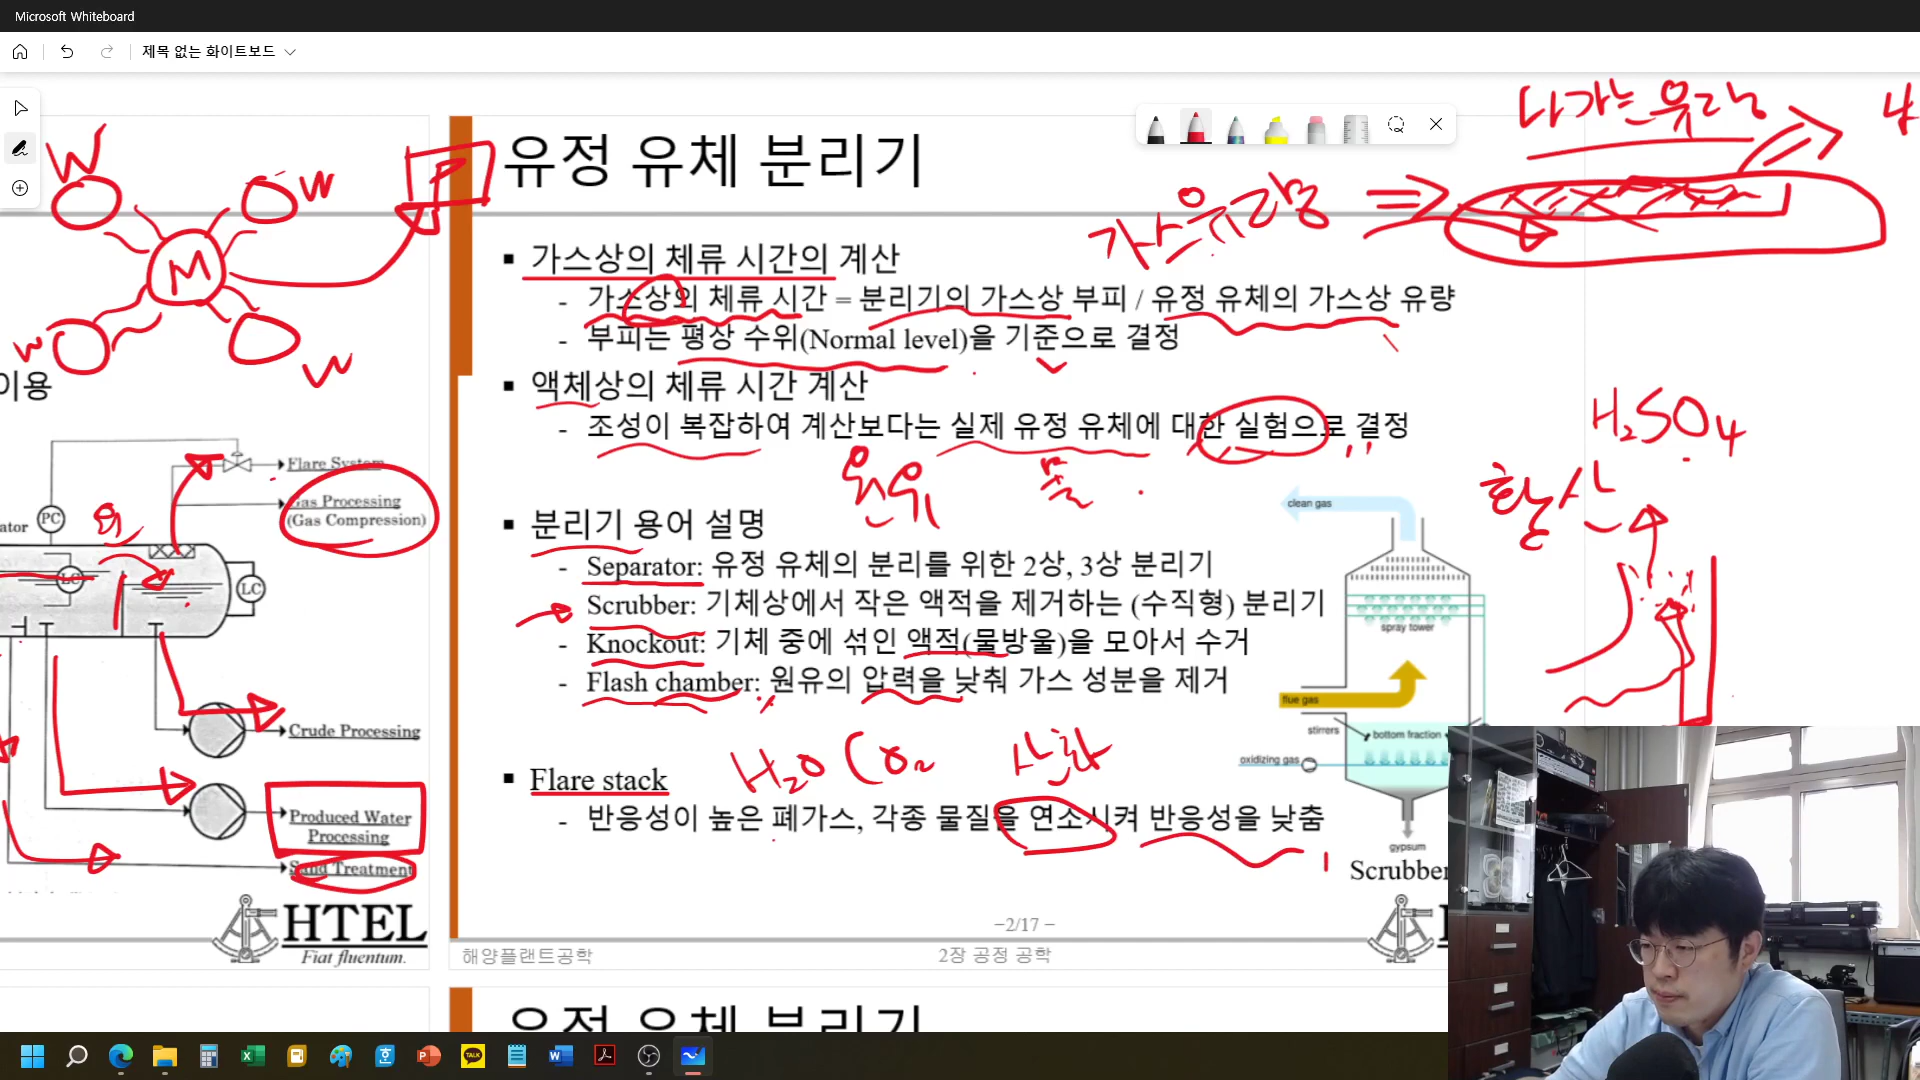 Microsoft Whiteboard
제목 없는 화이트보드
W
W
M
W
W
P
이용
Flare System
Gas Processing
(Gas Compression)
PC
LC
LC
Crude Processing
Produced Water
Processing
Sand Treatment
HTEL
Fiat fluentum.
유정 유체 분리기
가스유량
나가는유량
▪ 가스상의 체류 시간의 계산
- 가스상의 체류 시간 = 분리기의 가스상 부피 / 유정 유체의 가스상 유량
- 부피는 평상 수위(Normal level)을 기준으로 결정
▪ 액체상의 체류 시간 계산
- 조성이 복잡하여 계산보다는 실제 유정 유체에 대한 실험으로 결정
원유 물
H₂SO₄
황산
▪ 분리기 용어 설명
- Separator: 유정 유체의 분리를 위한 2상, 3상 분리기
- Scrubber: 기체상에서 작은 액적을 제거하는 (수직형) 분리기
- Knockout: 기체 중에 섞인 액적(물방울)을 모아서 수거
- Flash chamber: 원유의 압력을 낮춰 가스 성분을 제거
H₂O CO₂ 산화
▪ Flare stack
- 반응성이 높은 폐가스, 각종 물질을 연소시켜 반응성을 낮춤
clean gas
spray tower
flue gas
stirrers
bottom fraction
oxidizing gas
gypsum
Scrubber
–2/17 –
해양플랜트공학
2장 공정 공학
유정 유체 분리기